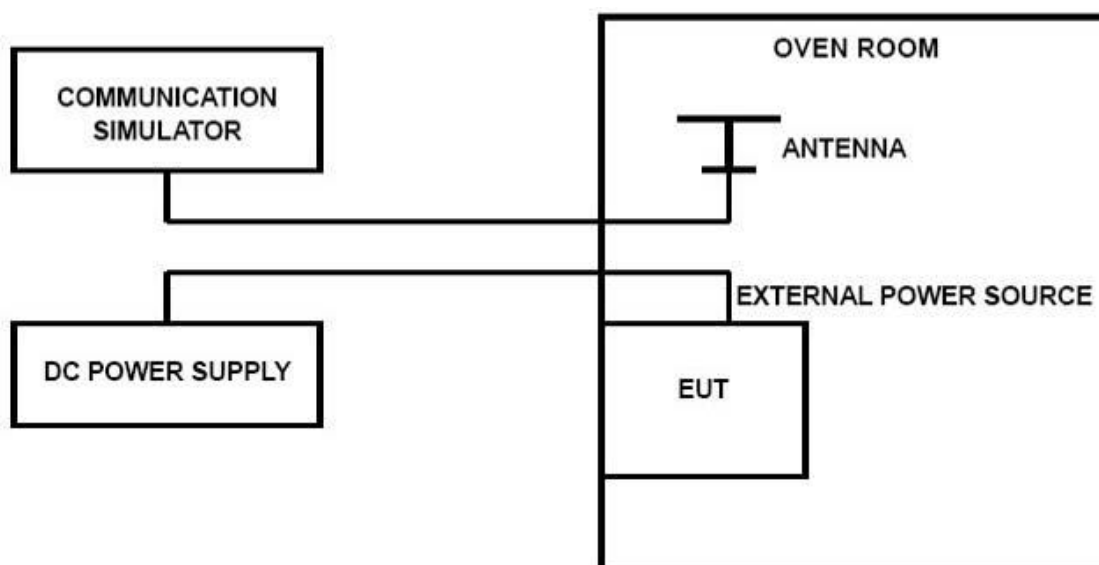 OVEN ROOM
COMMUNICATION
SIMULATOR
ANTENNA
EXTERNAL POWER SOURCE
DC POWER SUPPLY
EUT